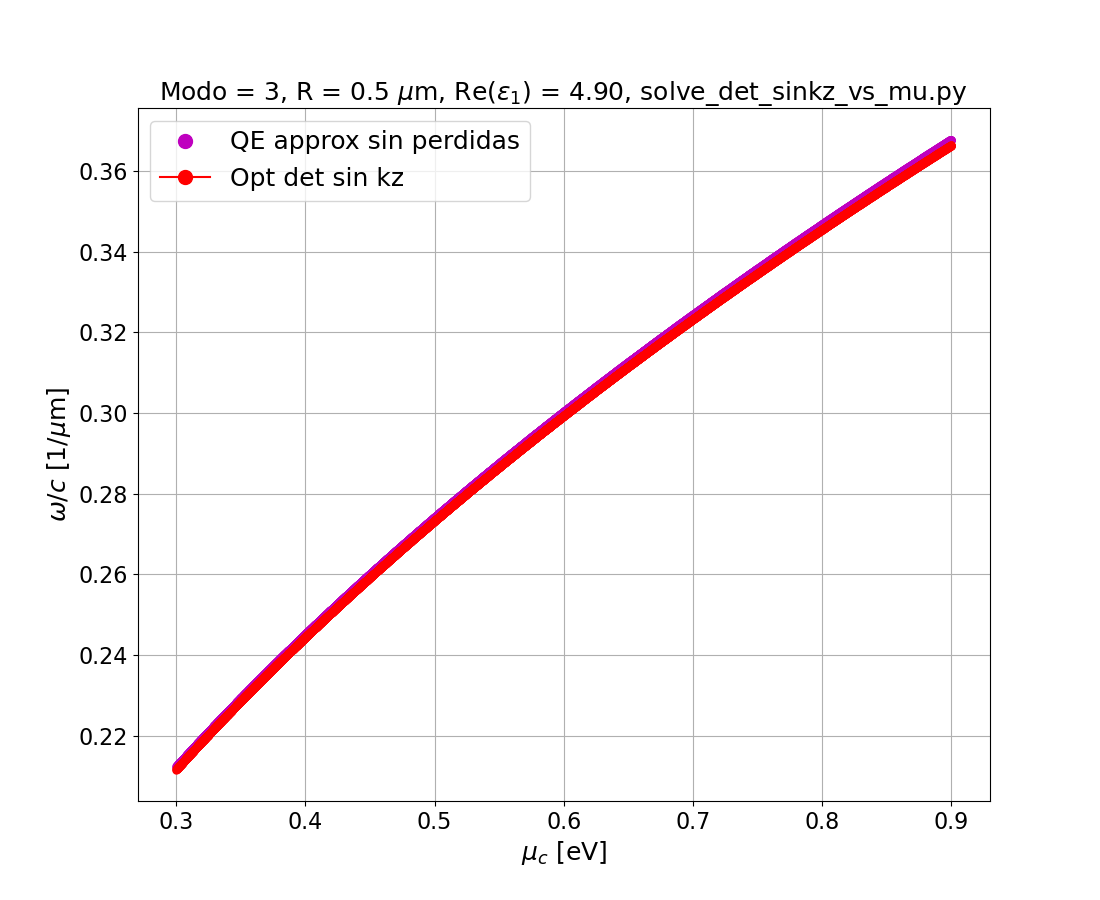 Modo = 3, R = 0.5 μm, Re(ε₁) = 4.90, solve_det_sinkz_vs_mu.py
QE approx sin perdidas
Opt det sin kz
ω/c [1/μm]
0.36
0.34
0.32
0.30
0.28
0.26
0.24
0.22
0.3 0.4 0.5 0.6 0.7 0.8 0.9
μ_c [eV]